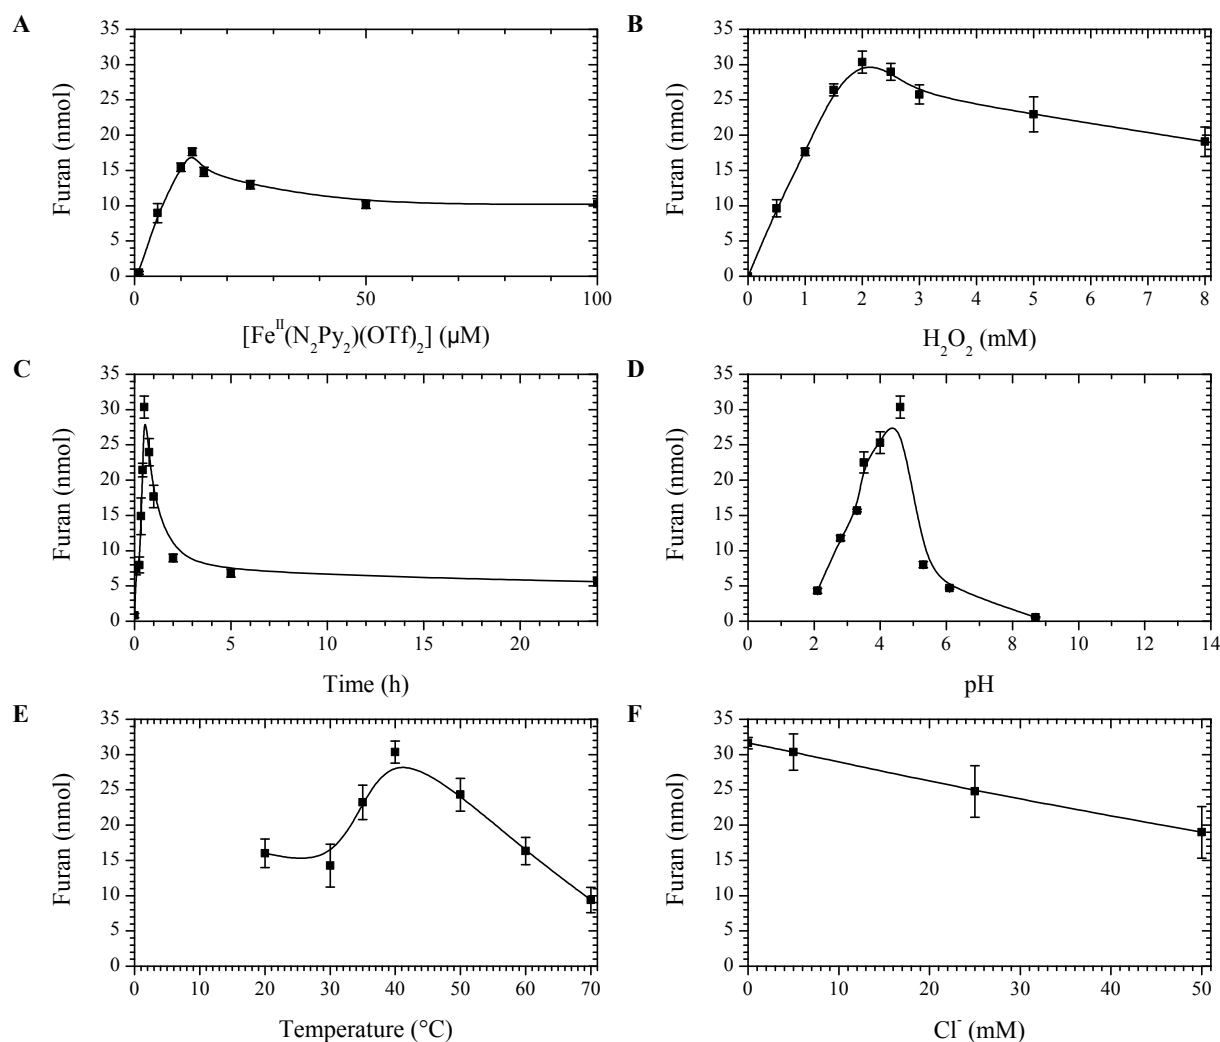 A
35
30
25
20
15
10
5
0
Furan (nmol)
0 50 100
[Fe^II(N₂Py₂)(OTf)₂] (µM)
B
35
30
25
20
15
10
5
0
Furan (nmol)
0 1 2 3 4 5 6 7 8
H₂O₂ (mM)
C
35
30
25
20
15
10
5
0
Furan (nmol)
0 5 10 15 20
Time (h)
D
35
30
25
20
15
10
5
0
Furan (nmol)
0 2 4 6 8 10 12 14
pH
E
35
30
25
20
15
10
5
0
Furan (nmol)
0 10 20 30 40 50 60 70
Temperature (°C)
F
35
30
25
20
15
10
5
0
Furan (nmol)
0 10 20 30 40 50
Cl⁻ (mM)